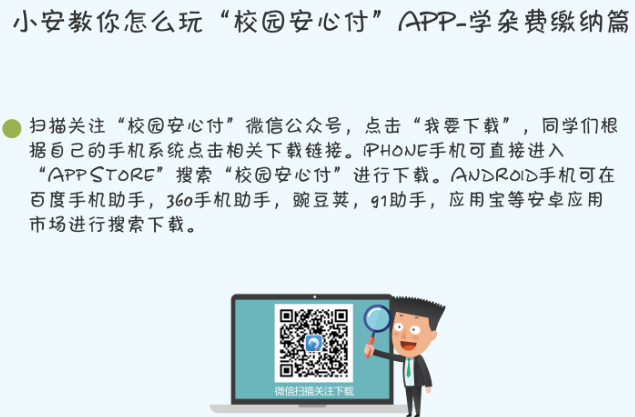 小安教你怎么玩“校园安心付”APP-学杂费缴纳篇
扫描关注“校园安心付”微信公众号，点击“我要下载”，同学们根
据自己的手机系统点击相关下载链接。IPHONE手机可直接进入
“APP STORE”搜索“校园安心付”进行下载。ANDROID手机可在
百度手机助手，360手机助手，豌豆荚，91助手，应用宝等安卓应用
市场进行搜索下载。
微信扫描关注下载